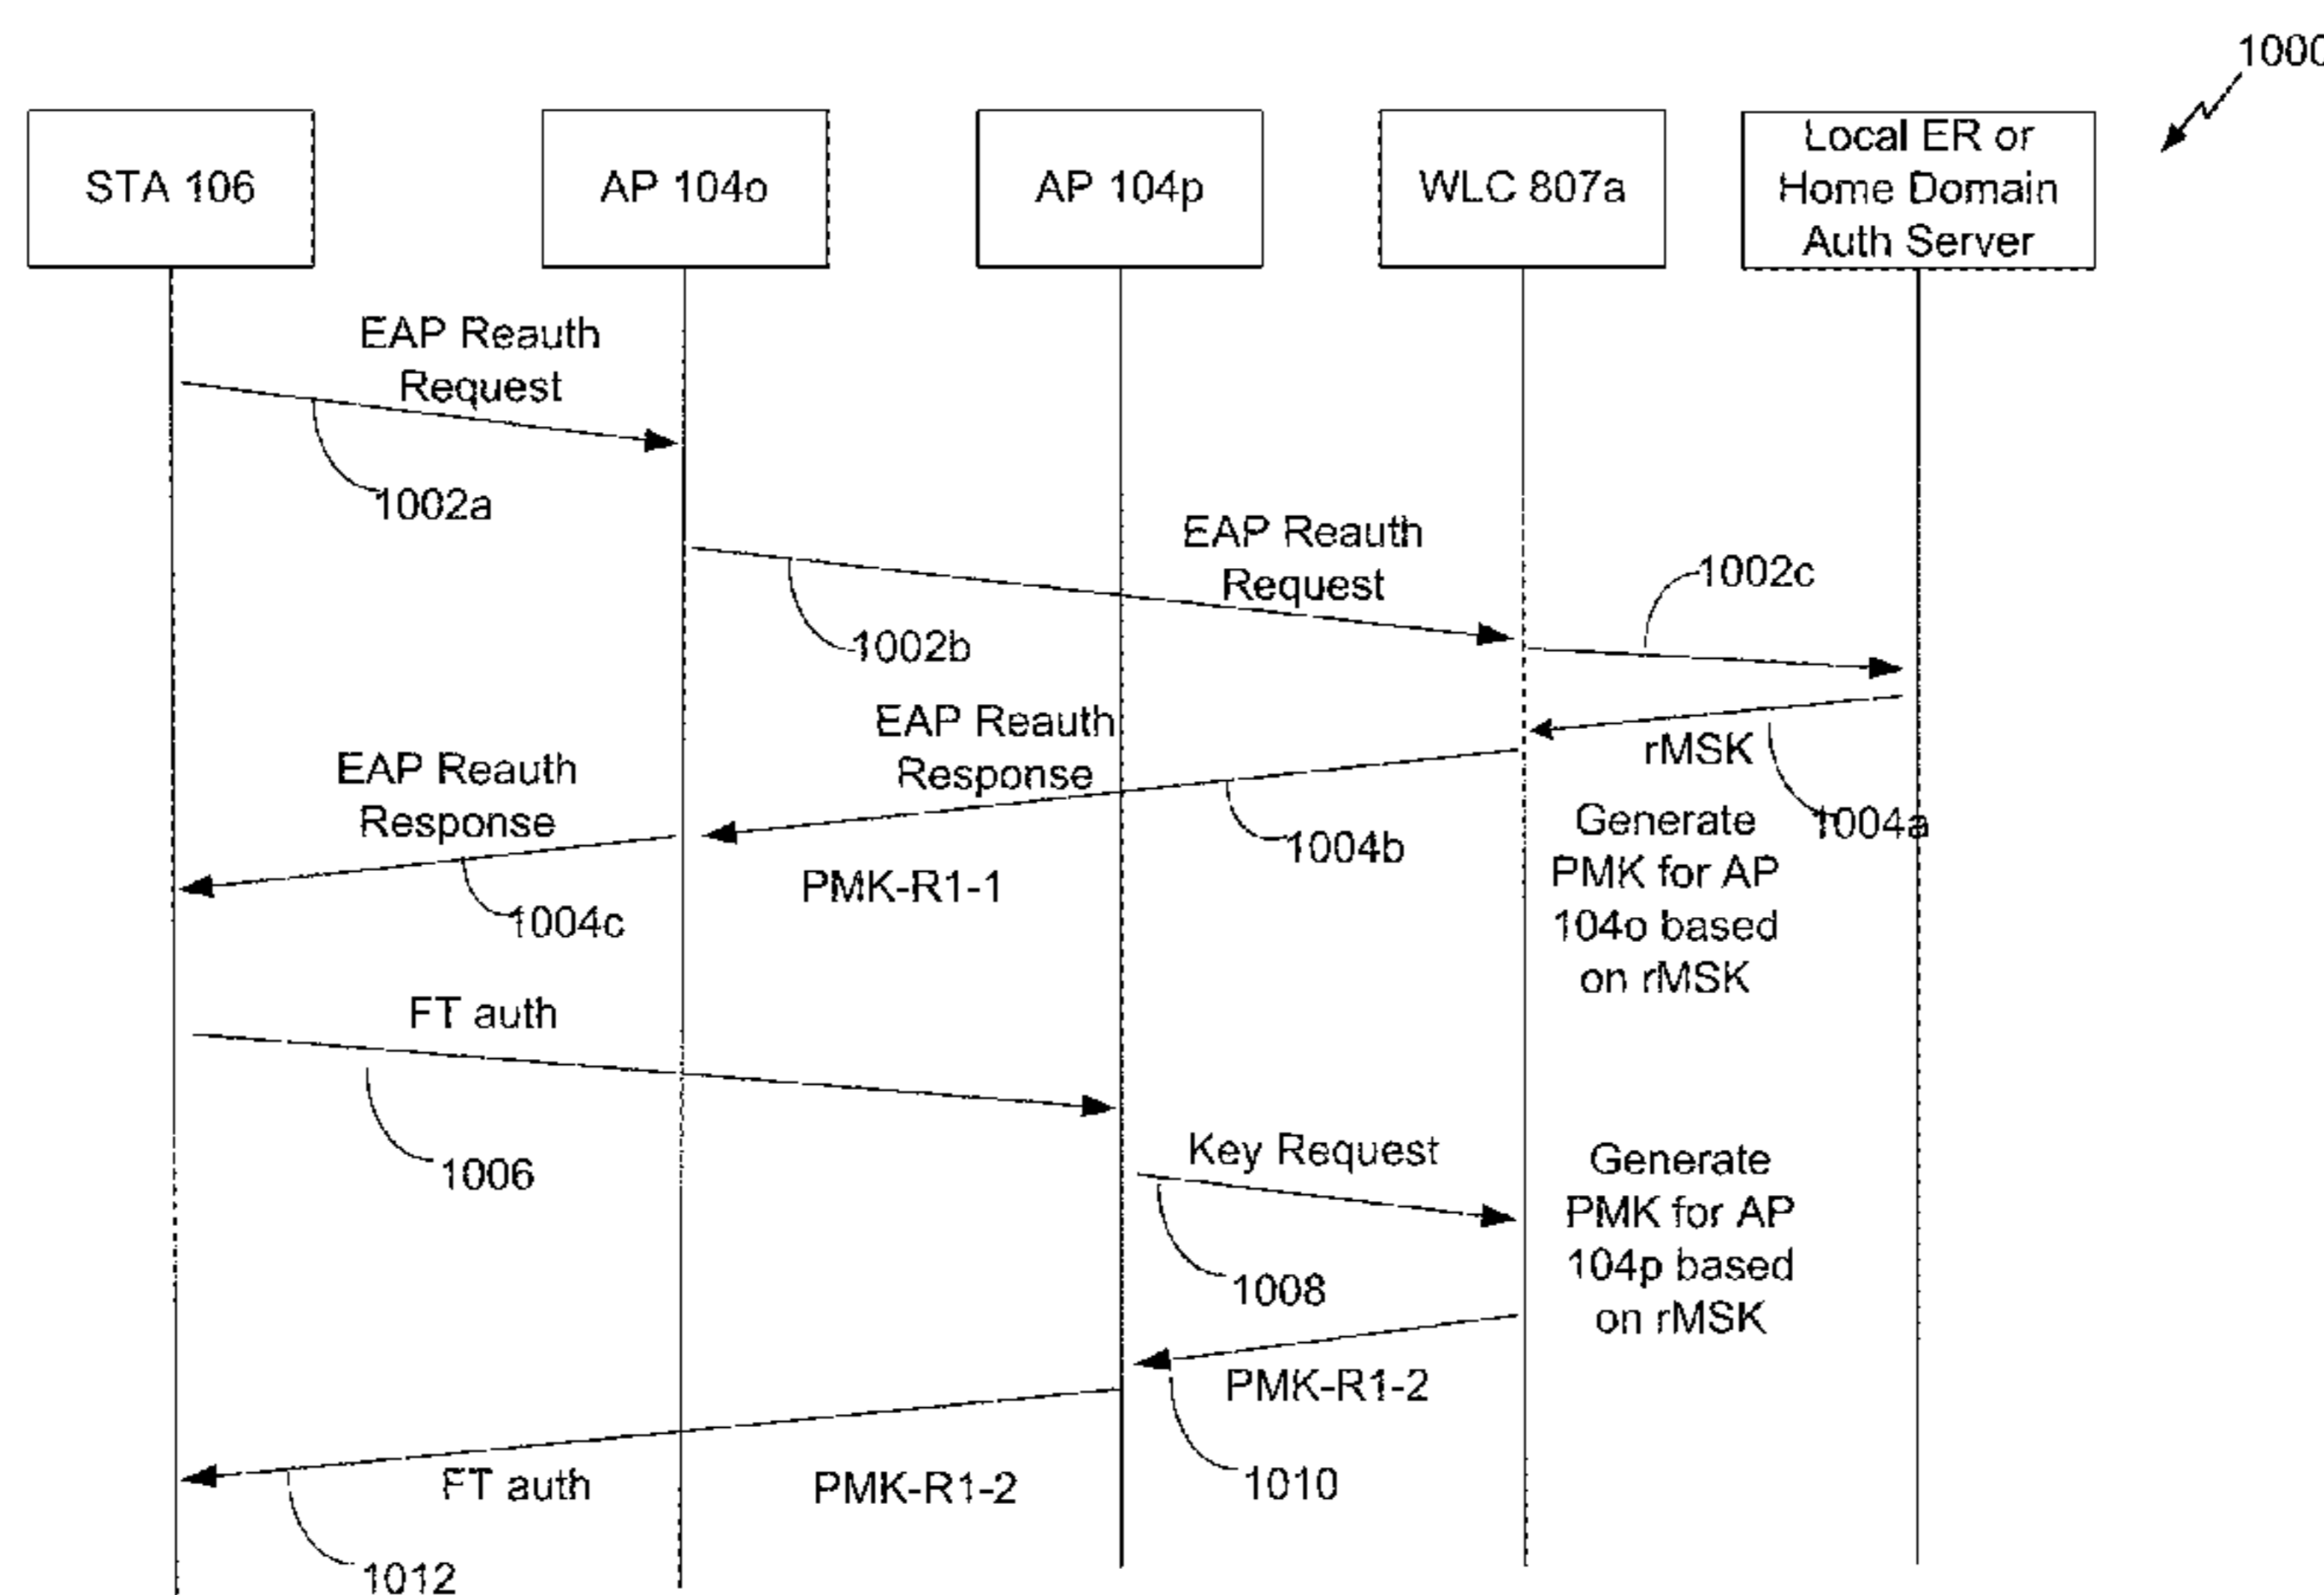 1000
STA 106
AP 104o
AP 104p
WLC 807a
Local ER or
Home Domain
Auth Server
EAP Reauth
Request
1002a
EAP Reauth
Request
1002b
1002c
rMSK
1004a
EAP Reauth
Response
1004b
PMK-R1-1
EAP Reauth
Response
1004c
Generate
PMK for AP
104o based
on rMSK
FT auth
1006
Key Request
1008
Generate
PMK for AP
104p based
on rMSK
PMK-R1-2
1010
FT auth
PMK-R1-2
1012